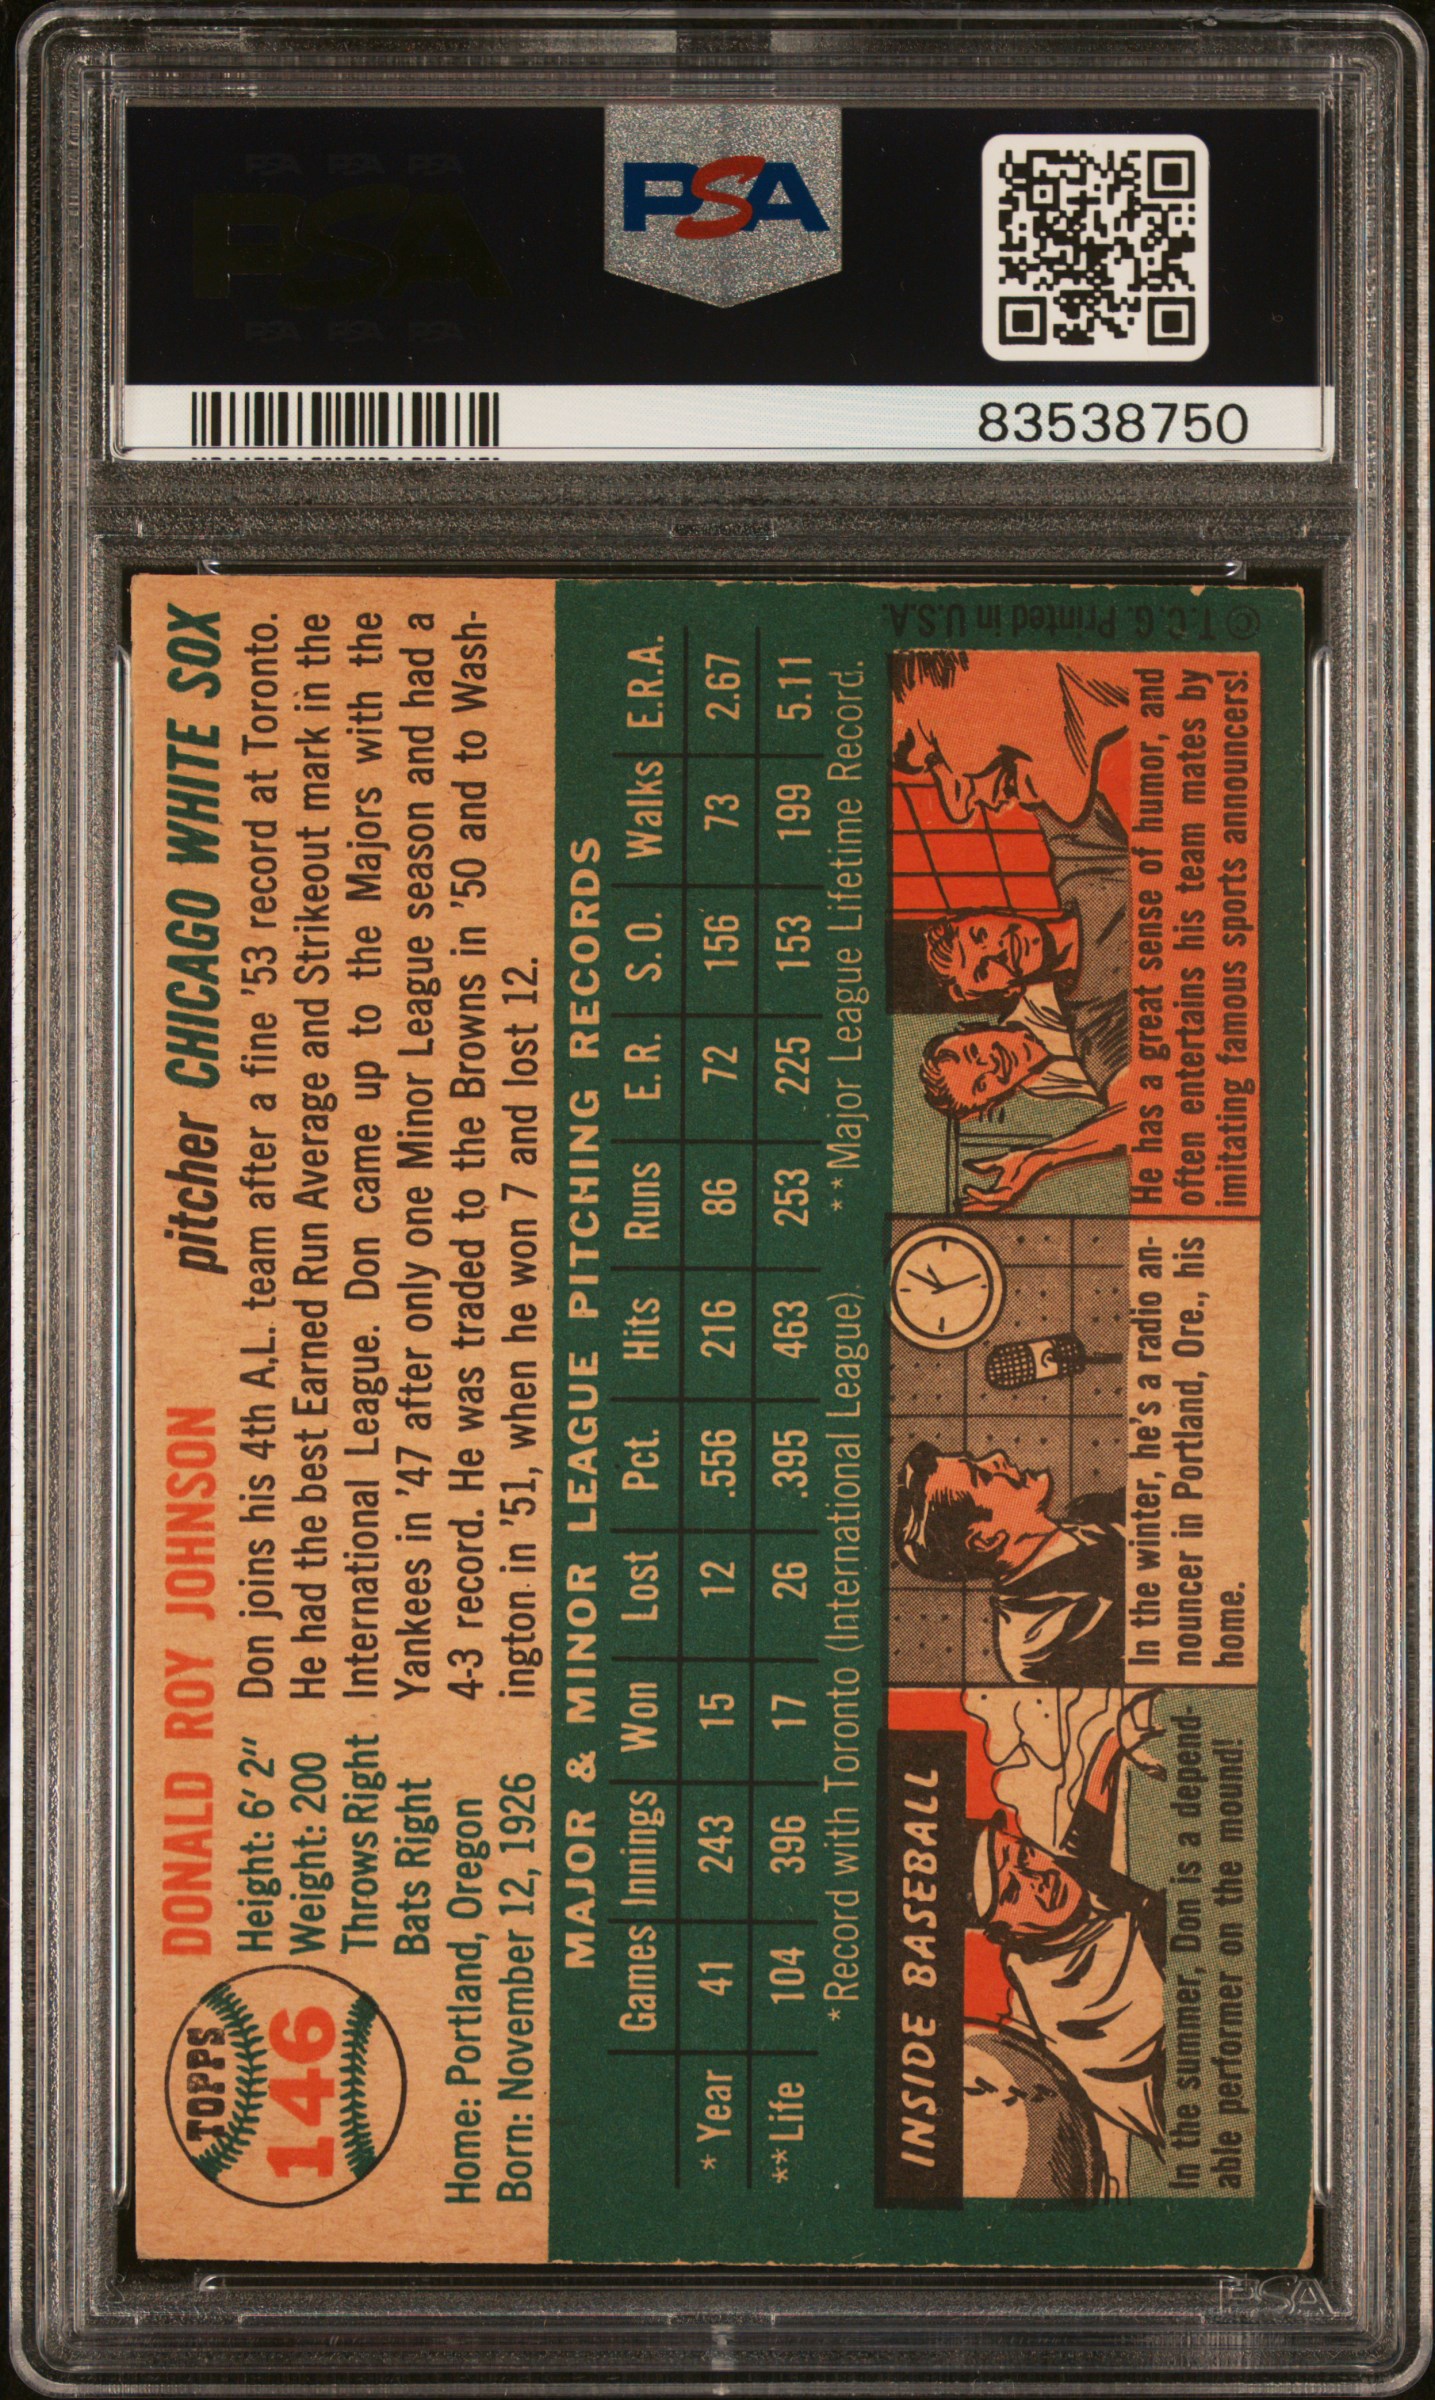 PSA PSA PSA
PSA
PSA PSA PSA
PSA
83538750
TOPPS
146
DONALD ROY JOHNSON
pitcher CHICAGO WHITE SOX
Height: 6' 2"
Weight: 200
Throws Right
Bats Right
Home: Portland, Oregon
Born: November 12, 1926
Don joins his 4th A.L. team after a fine '53 record at Toronto.
He had the best Earned Run Average and Strikeout mark in the
International League. Don came up to the Majors with the
Yankees in '47 after only one Minor League season and had a
4-3 record. He was traded to the Browns in '50 and to Wash-
ington in '51, when he won 7 and lost 12.
MAJOR & MINOR LEAGUE PITCHING RECORDS
Games Innings Won Lost Pct. Hits Runs E. R. S. O. Walks E.R.A.
* Year 41 243 15 12 .556 216 86 72 156 73 2.67
** Life 104 396 17 26 .395 463 253 225 153 199 5.11
*Record with Toronto (International League). **Major League Lifetime Record.
INSIDE BASEBALL
In the summer, Don is a depend-
able performer on the mound!
In the winter, he's a radio an-
nouncer in Portland, Ore., his
home.
He has a great sense of humor, and
often entertains his team mates by
imitating famous sports announcers!
© T.C.G. Printed in U.S.A.
PSA